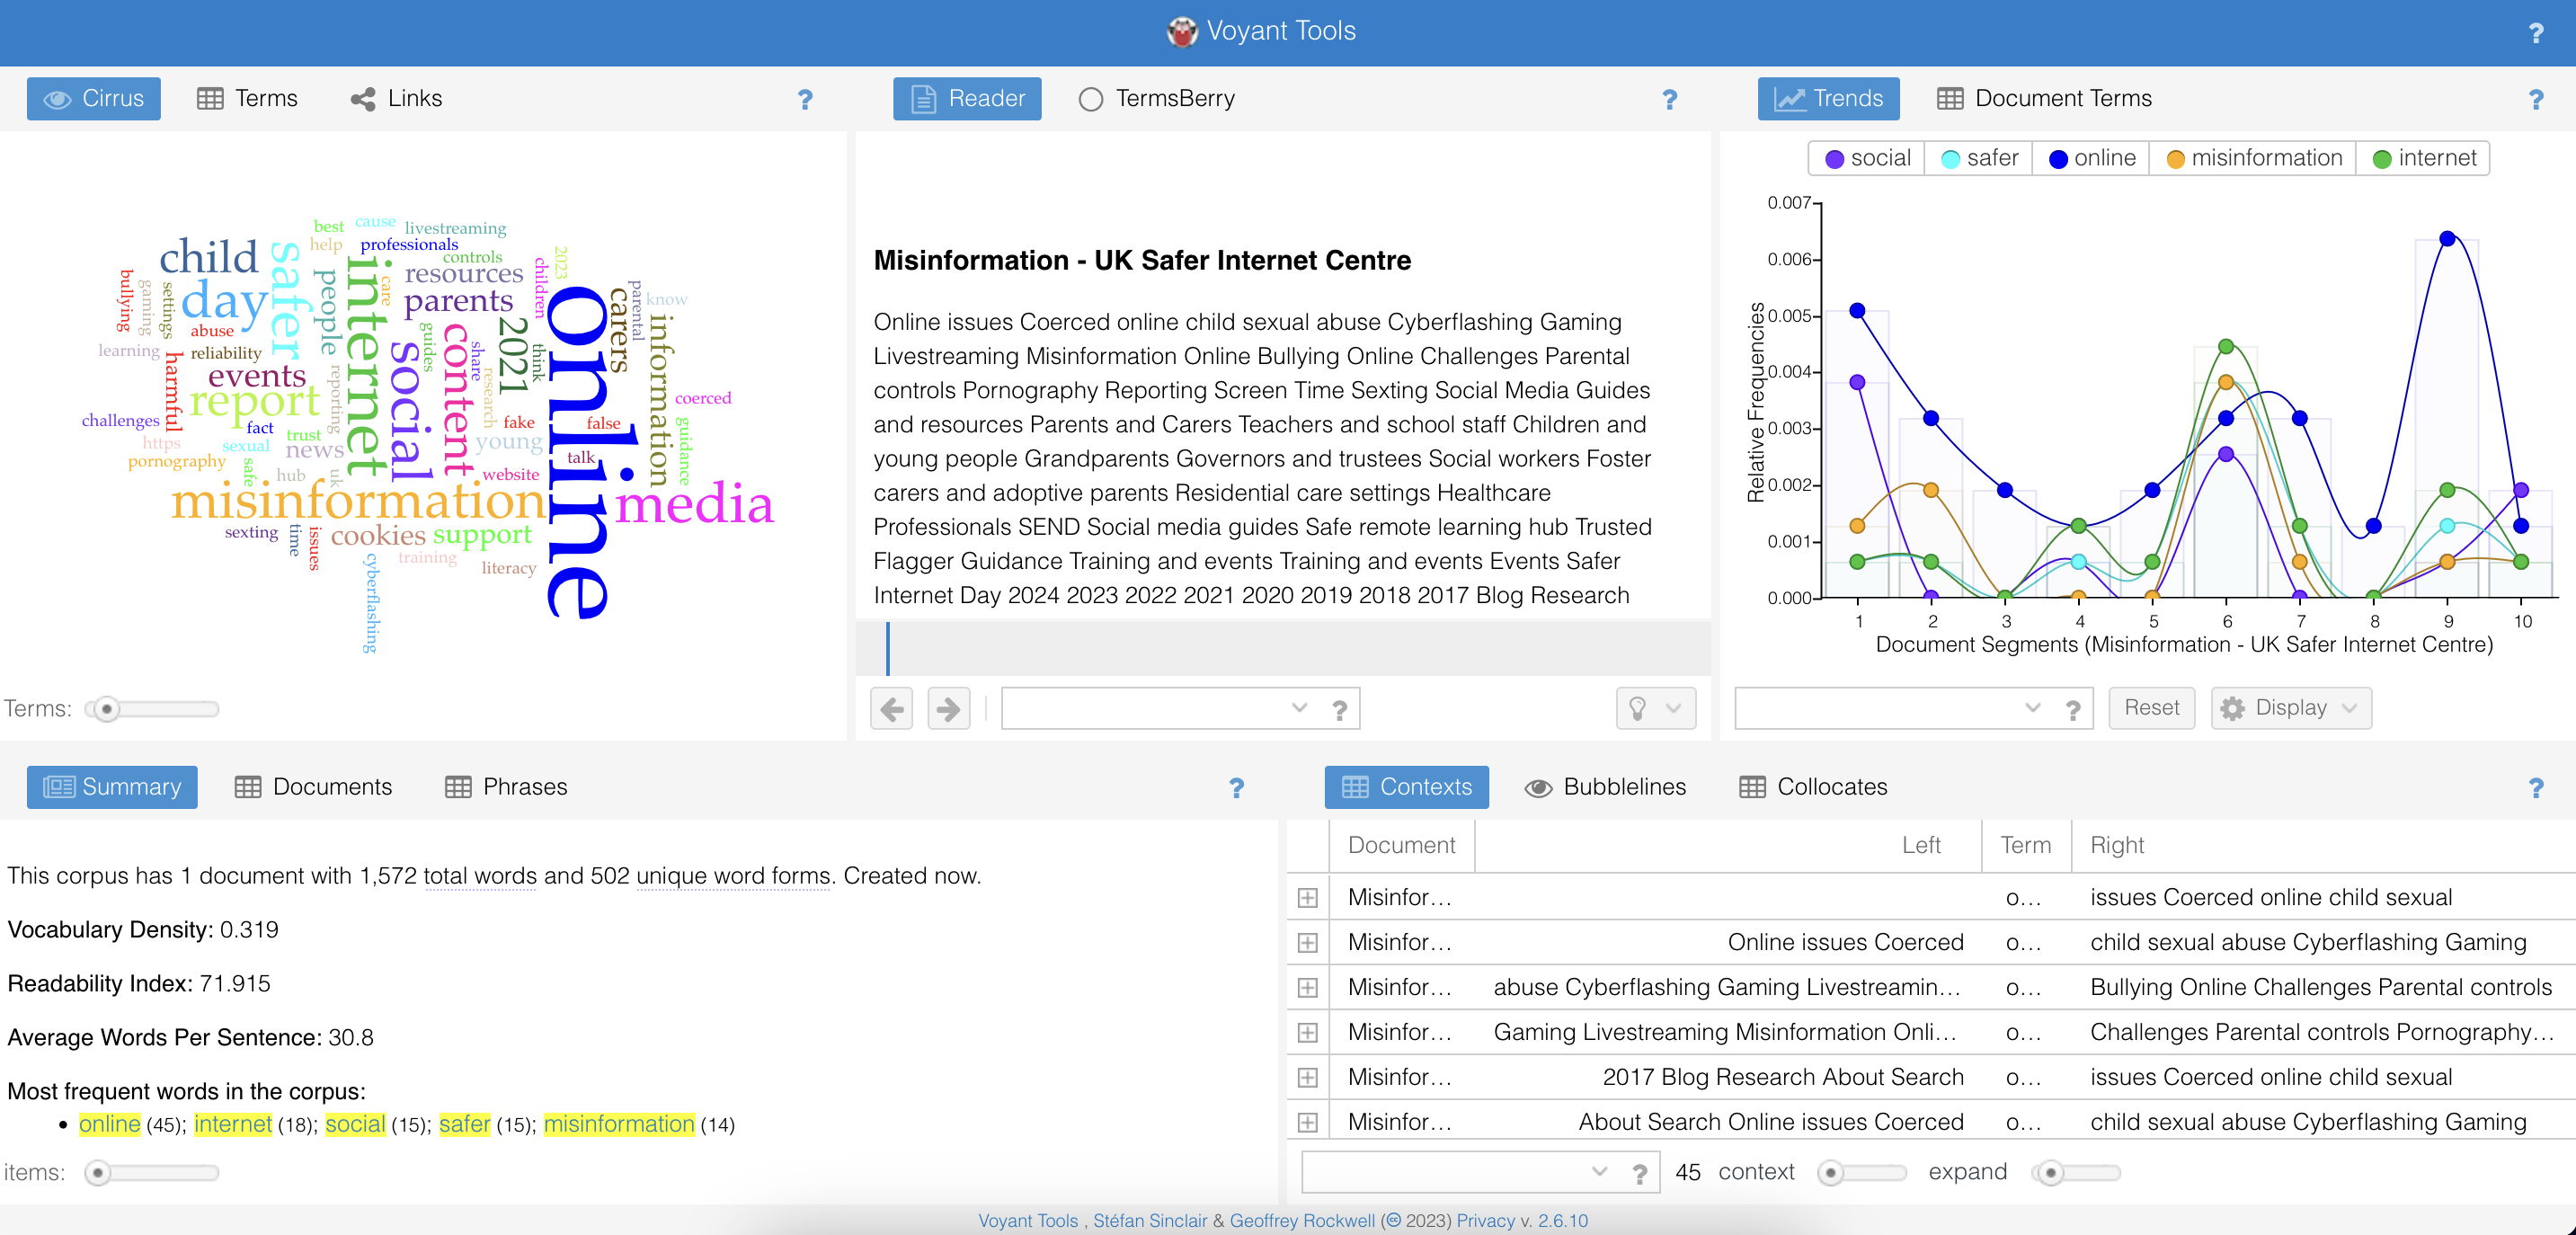 Voyant Tools
?
Cirrus Terms Links ?
Reader TermsBerry ?
Trends Document Terms ?
best cause livestreaming
help professionals
2023
child safer internet controls
care resources children
people parents
bullying gaming settings day abuse
carers parental know
online
information
learning reliability harmful events
social guides content share research 2021 think
report reporting
coerced
challenges fact trust fake false guidance
https sexual news young talk
pornography safe hub uk website
misinformation media
sexting time issues cookies support
training literacy
cyberflashing
Terms:
Misinformation - UK Safer Internet Centre
Online issues Coerced online child sexual abuse Cyberflashing Gaming
Livestreaming Misinformation Online Bullying Online Challenges Parental
controls Pornography Reporting Screen Time Sexting Social Media Guides
and resources Parents and Carers Teachers and school staff Children and
young people Grandparents Governors and trustees Social workers Foster
carers and adoptive parents Residential care settings Healthcare
Professionals SEND Social media guides Safe remote learning hub Trusted
Flagger Guidance Training and events Training and events Events Safer
Internet Day 2024 2023 2022 2021 2020 2019 2018 2017 Blog Research
?
social safer online misinformation internet
Relative Frequencies
0.007
0.006
0.005
0.004
0.003
0.002
0.001
0.000
1 2 3 4 5 6 7 8 9 10
Document Segments (Misinformation - UK Safer Internet Centre)
? Reset Display
Summary Documents Phrases ?
This corpus has 1 document with 1,572 total words and 502 unique word forms. Created now.
Vocabulary Density: 0.319
Readability Index: 71.915
Average Words Per Sentence: 30.8
Most frequent words in the corpus:
• online (45); internet (18); social (15); safer (15); misinformation (14)
items:
Contexts Bubblelines Collocates ?
Document Left Term Right
Misinfor... o... issues Coerced online child sexual
Misinfor... Online issues Coerced o... child sexual abuse Cyberflashing Gaming
Misinfor... abuse Cyberflashing Gaming Livestreamin... o... Bullying Online Challenges Parental controls
Misinfor... Gaming Livestreaming Misinformation Onli... o... Challenges Parental controls Pornography...
Misinfor... 2017 Blog Research About Search o... issues Coerced online child sexual
Misinfor... About Search Online issues Coerced o... child sexual abuse Cyberflashing Gaming
? 45 context expand
Voyant Tools , Stéfan Sinclair & Geoffrey Rockwell (cc 2023) Privacy v. 2.6.10